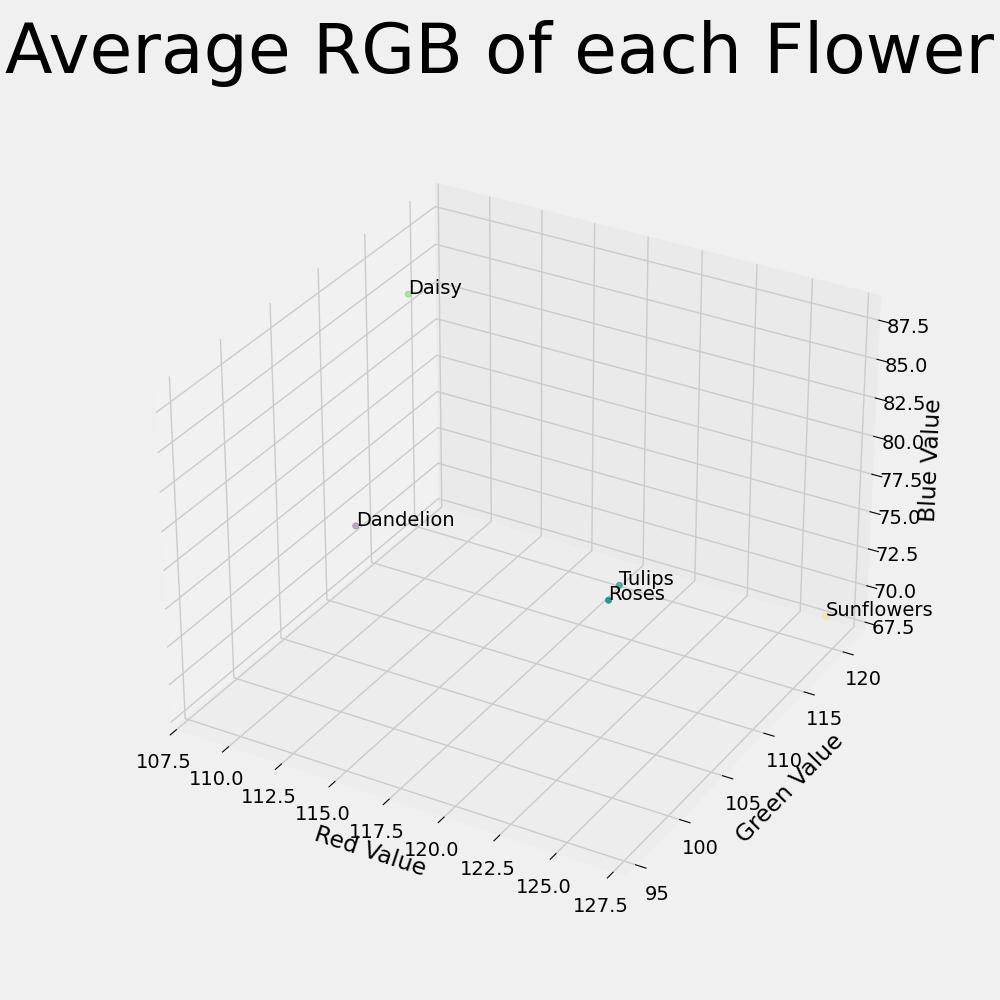 Average RGB of each Flower
Daisy
Dandelion
Tulips
Roses
Sunflowers
87.5
85.0
82.5
80.0
77.5
75.0
72.5
70.0
67.5
Blue Value
120
115
110
105
100
95
Green Value
107.5
110.0
112.5
115.0
117.5
120.0
122.5
125.0
127.5
Red Value